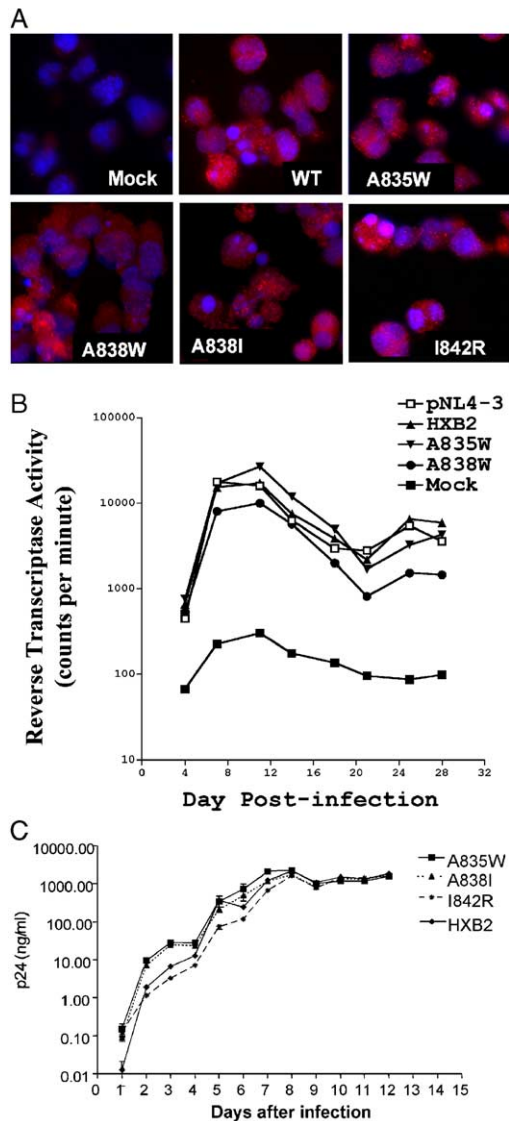 A
Mock
WT
A835W
A838W
A838I
I842R
B
pNL4-3
HXB2
A835W
A838W
Mock
Reverse Transcriptase Activity
(counts per minute)
100000
10000
1000
100
10
0 4 8 12 16 20 24 28 32
Day Post-infection
C
A835W
A838I
I842R
HXB2
p24 (ng/ml)
10000.00
1000.00
100.00
10.00
1.00
0.10
0.01
0 1 2 3 4 5 6 7 8 9 10 11 12 13 14 15
Days after infection